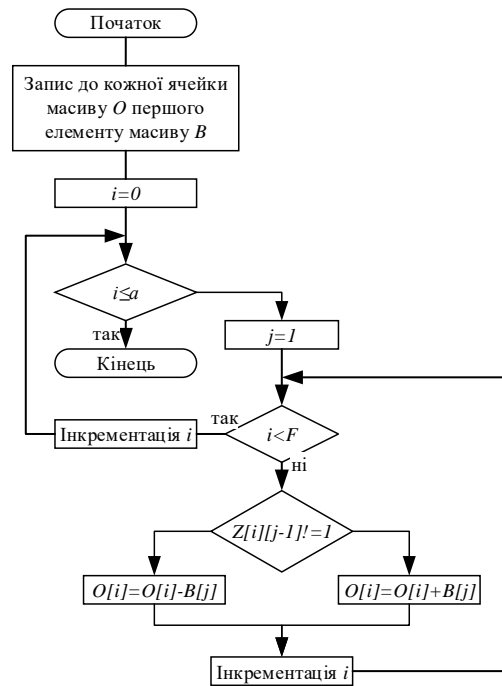 Початок
Запис до кожної ячейки
масиву O першого
елементу масиву B
i=0
i≤a
так
Кінець
j=1
так
i<F
Інкрементація i
ні
Z[i][j-1]!=1
O[i]=O[i]-B[j]
O[i]=O[i]+B[j]
Інкрементація i